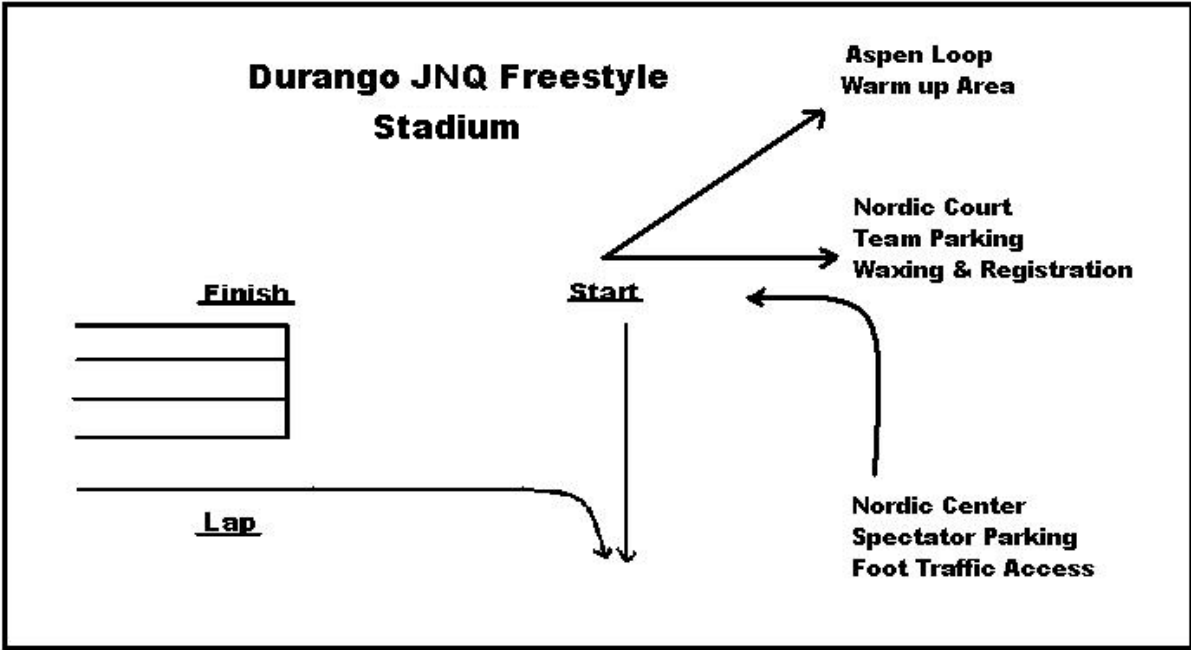 Durango JNQ Freestyle
Stadium
Aspen Loop
Warm up Area
Nordic Court
Team Parking
Waxing & Registration
Finish
Start
Lap
Nordic Center
Spectator Parking
Foot Traffic Access